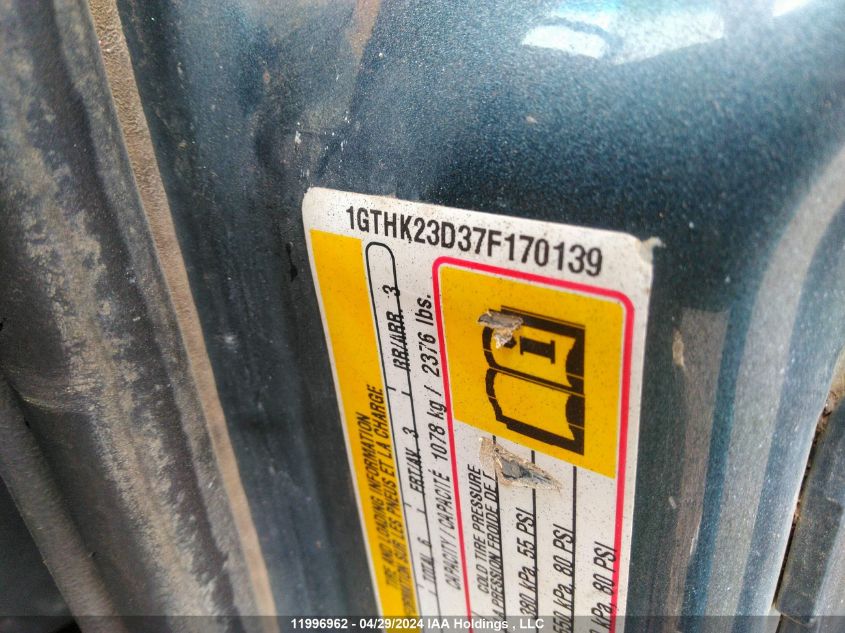 1GTHK23D37F170139
TIRE AND LOADING INFORMATION
SUR LES PNEUS ET LA CHARGE
TOTAL 6 FRT/AV. 3 RR/ARR. 3
CAPACITY / CAPACITÉ 1078 kg / 2376 lbs.
COLD TIRE PRESSURE
PRESSION FROIDE DE
380 kPa, 55 PSI
550 kPa, 80 PSI
kPa, 80 PSI
11996962 - 04/29/2024 IAA Holdings , LLC